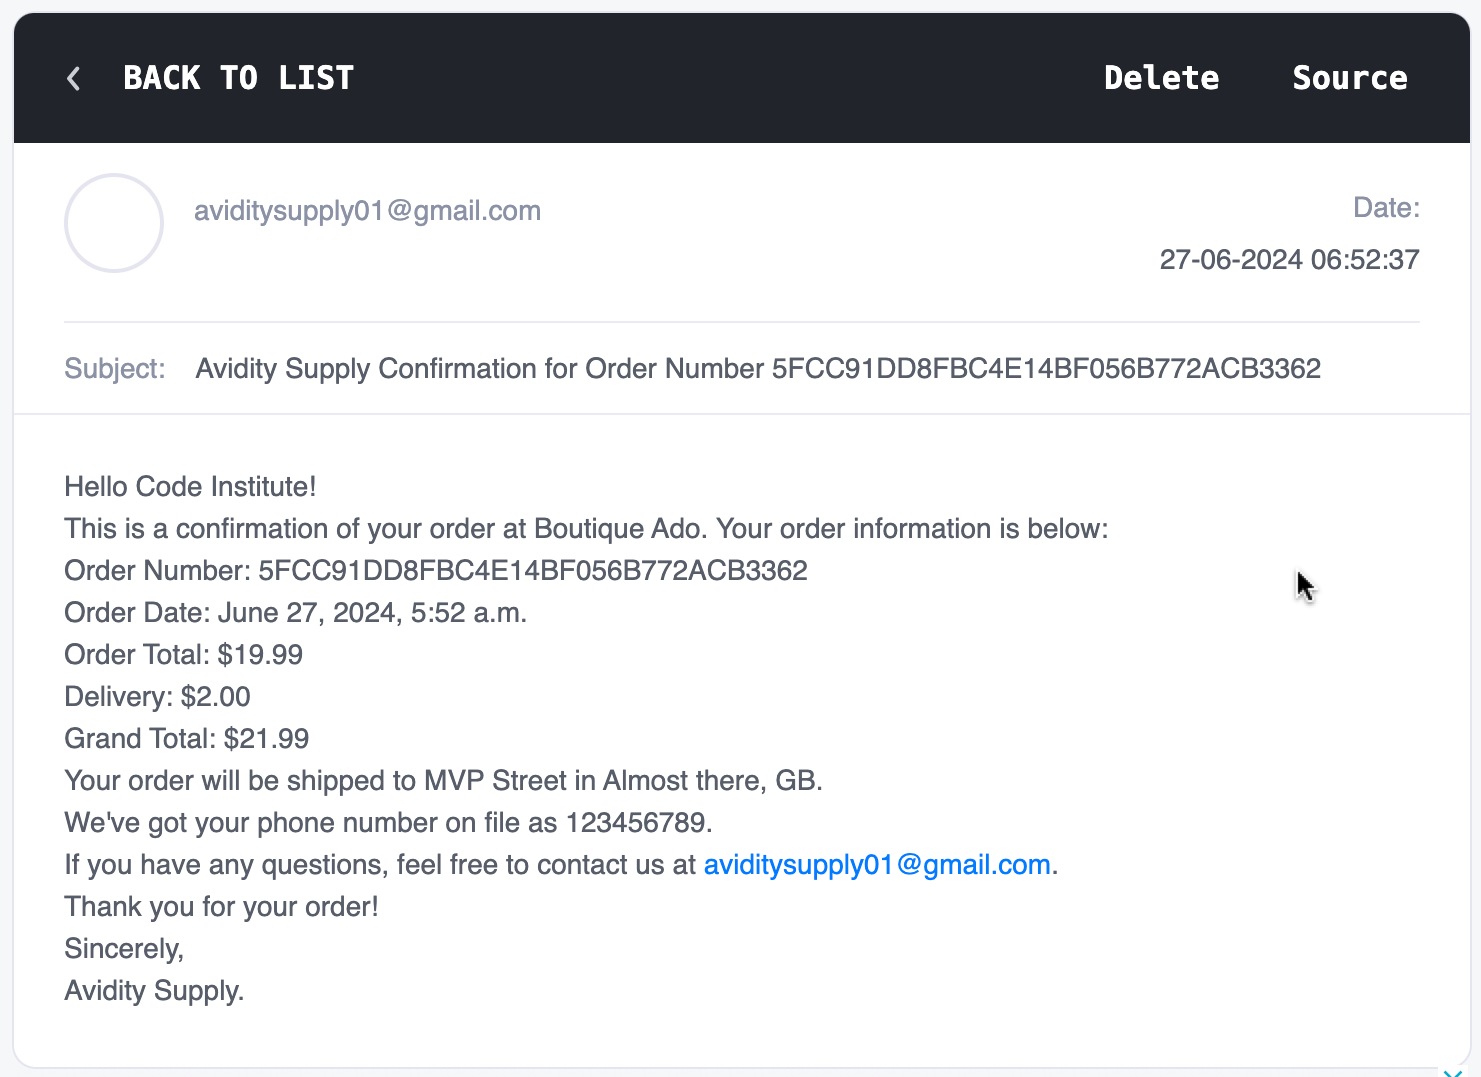 BACK TO LIST
Delete
Source
aviditysupply01@gmail.com
Date:
27-06-2024 06:52:37
Subject: Avidity Supply Confirmation for Order Number 5FCC91DD8FBC4E14BF056B772ACB3362
Hello Code Institute!
This is a confirmation of your order at Boutique Ado. Your order information is below:
Order Number: 5FCC91DD8FBC4E14BF056B772ACB3362
Order Date: June 27, 2024, 5:52 a.m.
Order Total: $19.99
Delivery: $2.00
Grand Total: $21.99
Your order will be shipped to MVP Street in Almost there, GB.
We've got your phone number on file as 123456789.
If you have any questions, feel free to contact us at aviditysupply01@gmail.com.
Thank you for your order!
Sincerely,
Avidity Supply.